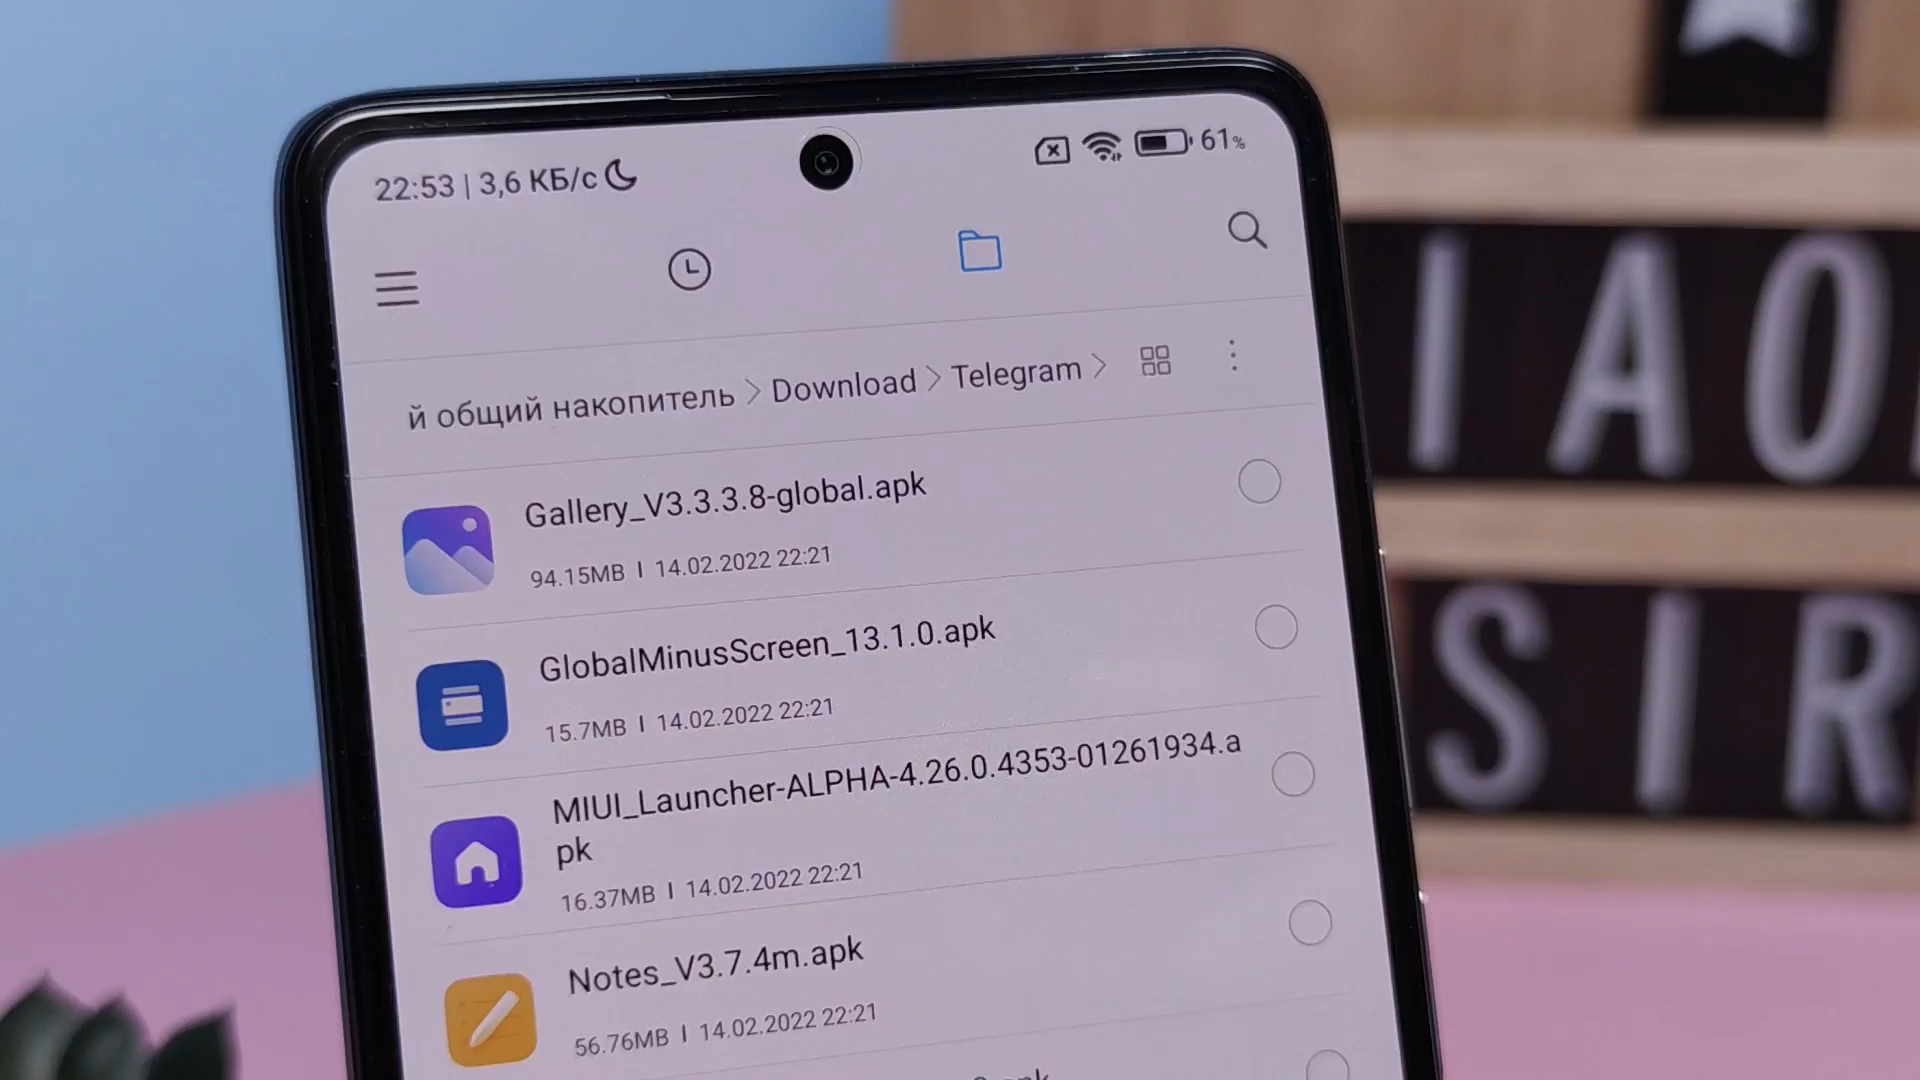 22:53 | 3,6 КБ/с 61%
й общий накопитель > Download > Telegram >
Gallery_V3.3.3.8-global.apk
94.15MB | 14.02.2022 22:21
GlobalMinusScreen_13.1.0.apk
15.7MB | 14.02.2022 22:21
MIUI_Launcher-ALPHA-4.26.0.4353-01261934.a
pk
16.37MB | 14.02.2022 22:21
Notes_V3.7.4m.apk
56.76MB | 14.02.2022 22:21
IAO
SIR